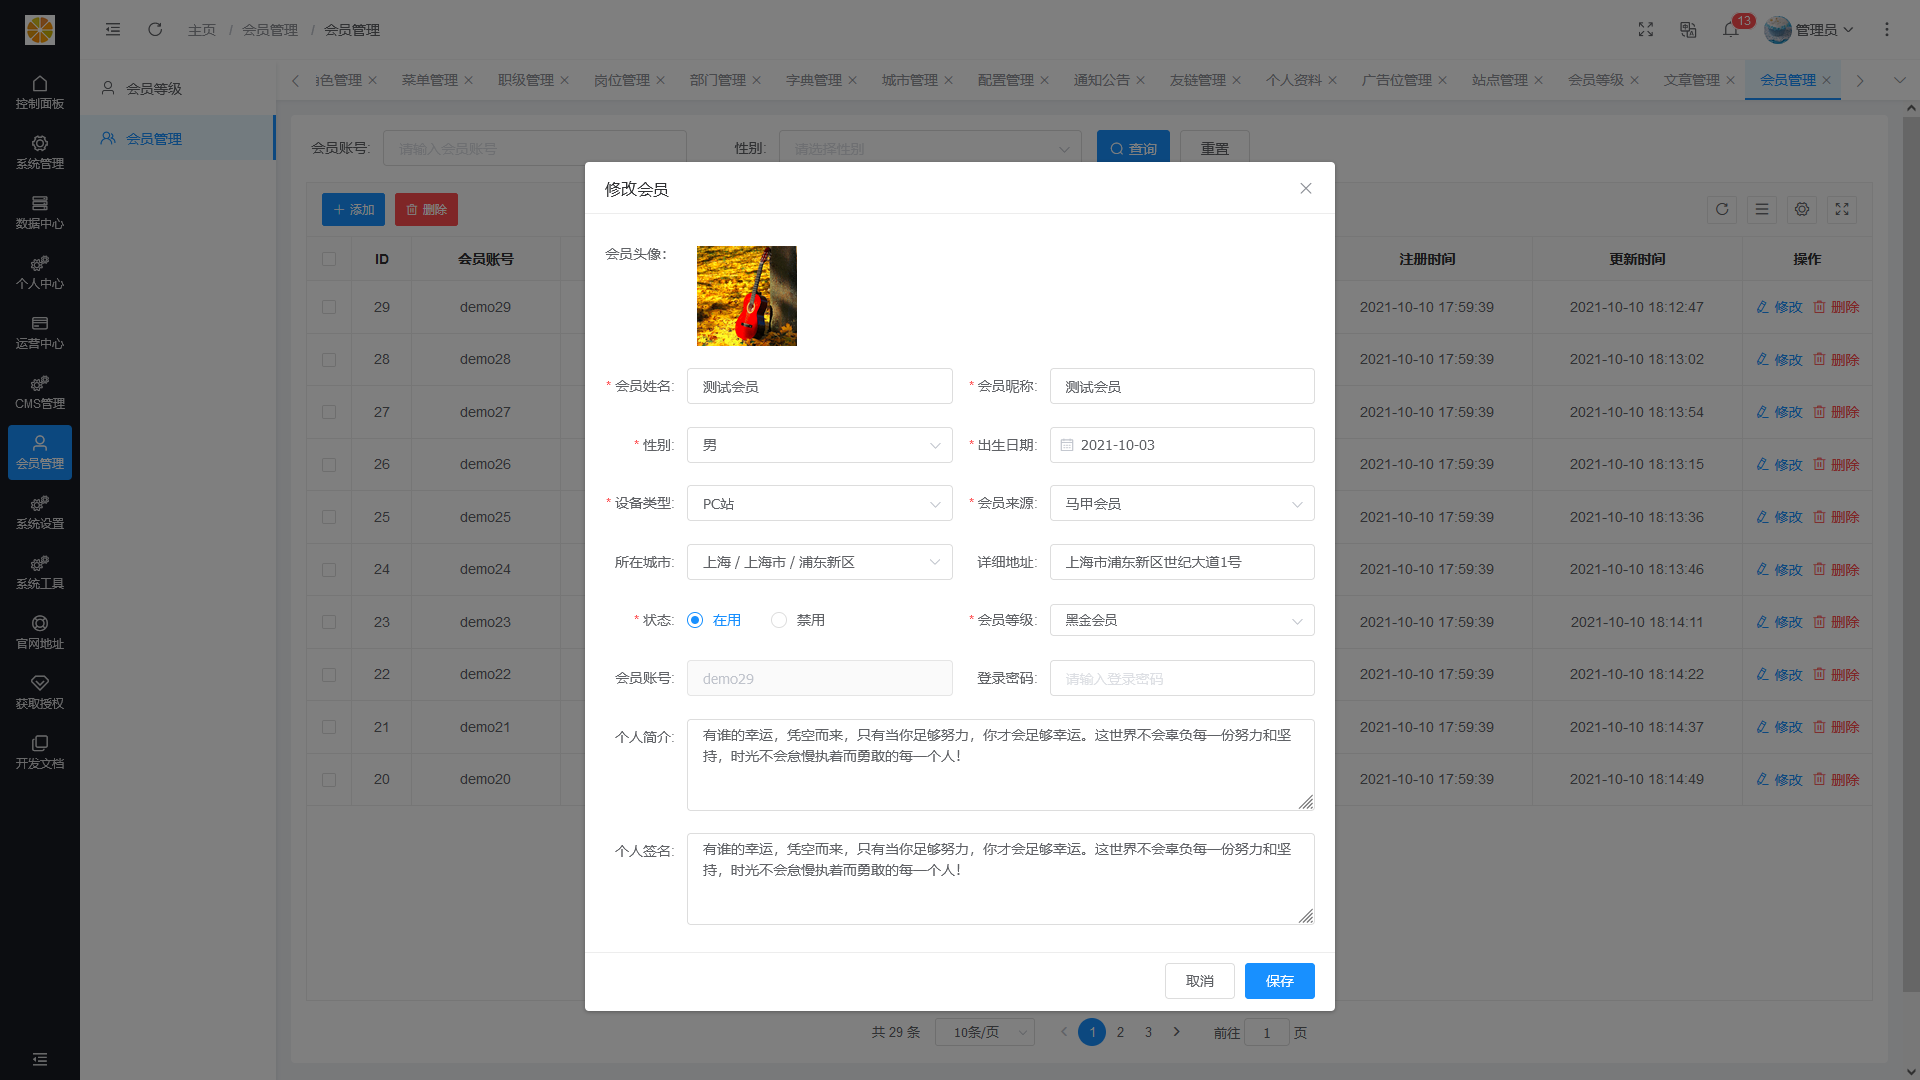 主页 / 会员管理 / 会员管理
13
管理员
控制面板
系统管理
数据中心
个人中心
运营中心
CMS管理
会员管理
系统设置
系统工具
官网地址
获取授权
开发文档
会员等级
会员管理
色管理 菜单管理 职级管理 岗位管理 部门管理 字典管理 城市管理 配置管理 通知公告 友链管理 个人资料 广告位管理 站点管理 会员等级 文章管理 会员管理
会员账号: 请输入会员账号 性别: 请选择性别 查询 重置
添加 删除
ID 会员账号 注册时间 更新时间 操作
29 demo29 2021-10-10 17:59:39 2021-10-10 18:12:47 修改 删除
28 demo28 2021-10-10 17:59:39 2021-10-10 18:13:02 修改 删除
27 demo27 2021-10-10 17:59:39 2021-10-10 18:13:54 修改 删除
26 demo26 2021-10-10 17:59:39 2021-10-10 18:13:15 修改 删除
25 demo25 2021-10-10 17:59:39 2021-10-10 18:13:36 修改 删除
24 demo24 2021-10-10 17:59:39 2021-10-10 18:13:46 修改 删除
23 demo23 2021-10-10 17:59:39 2021-10-10 18:14:11 修改 删除
22 demo22 2021-10-10 17:59:39 2021-10-10 18:14:22 修改 删除
21 demo21 2021-10-10 17:59:39 2021-10-10 18:14:37 修改 删除
20 demo20 2021-10-10 17:59:39 2021-10-10 18:14:49 修改 删除
修改会员
会员头像:
* 会员姓名: 测试会员 * 会员昵称: 测试会员
* 性别: 男 * 出生日期: 2021-10-03
* 设备类型: PC站 * 会员来源: 马甲会员
所在城市: 上海 / 上海市 / 浦东新区 详细地址: 上海市浦东新区世纪大道1号
* 状态: 在用 禁用 * 会员等级: 黑金会员
会员账号: demo29 登录密码: 请输入登录密码
个人简介: 有谁的幸运，凭空而来，只有当你足够努力，你才会足够幸运。这世界不会辜负每一份努力和坚
持，时光不会怠慢执着而勇敢的每一个人！
个人签名: 有谁的幸运，凭空而来，只有当你足够努力，你才会足够幸运。这世界不会辜负每一份努力和坚
持，时光不会怠慢执着而勇敢的每一个人！
取消 保存
共 29 条 10条/页 1 2 3 前往 1 页